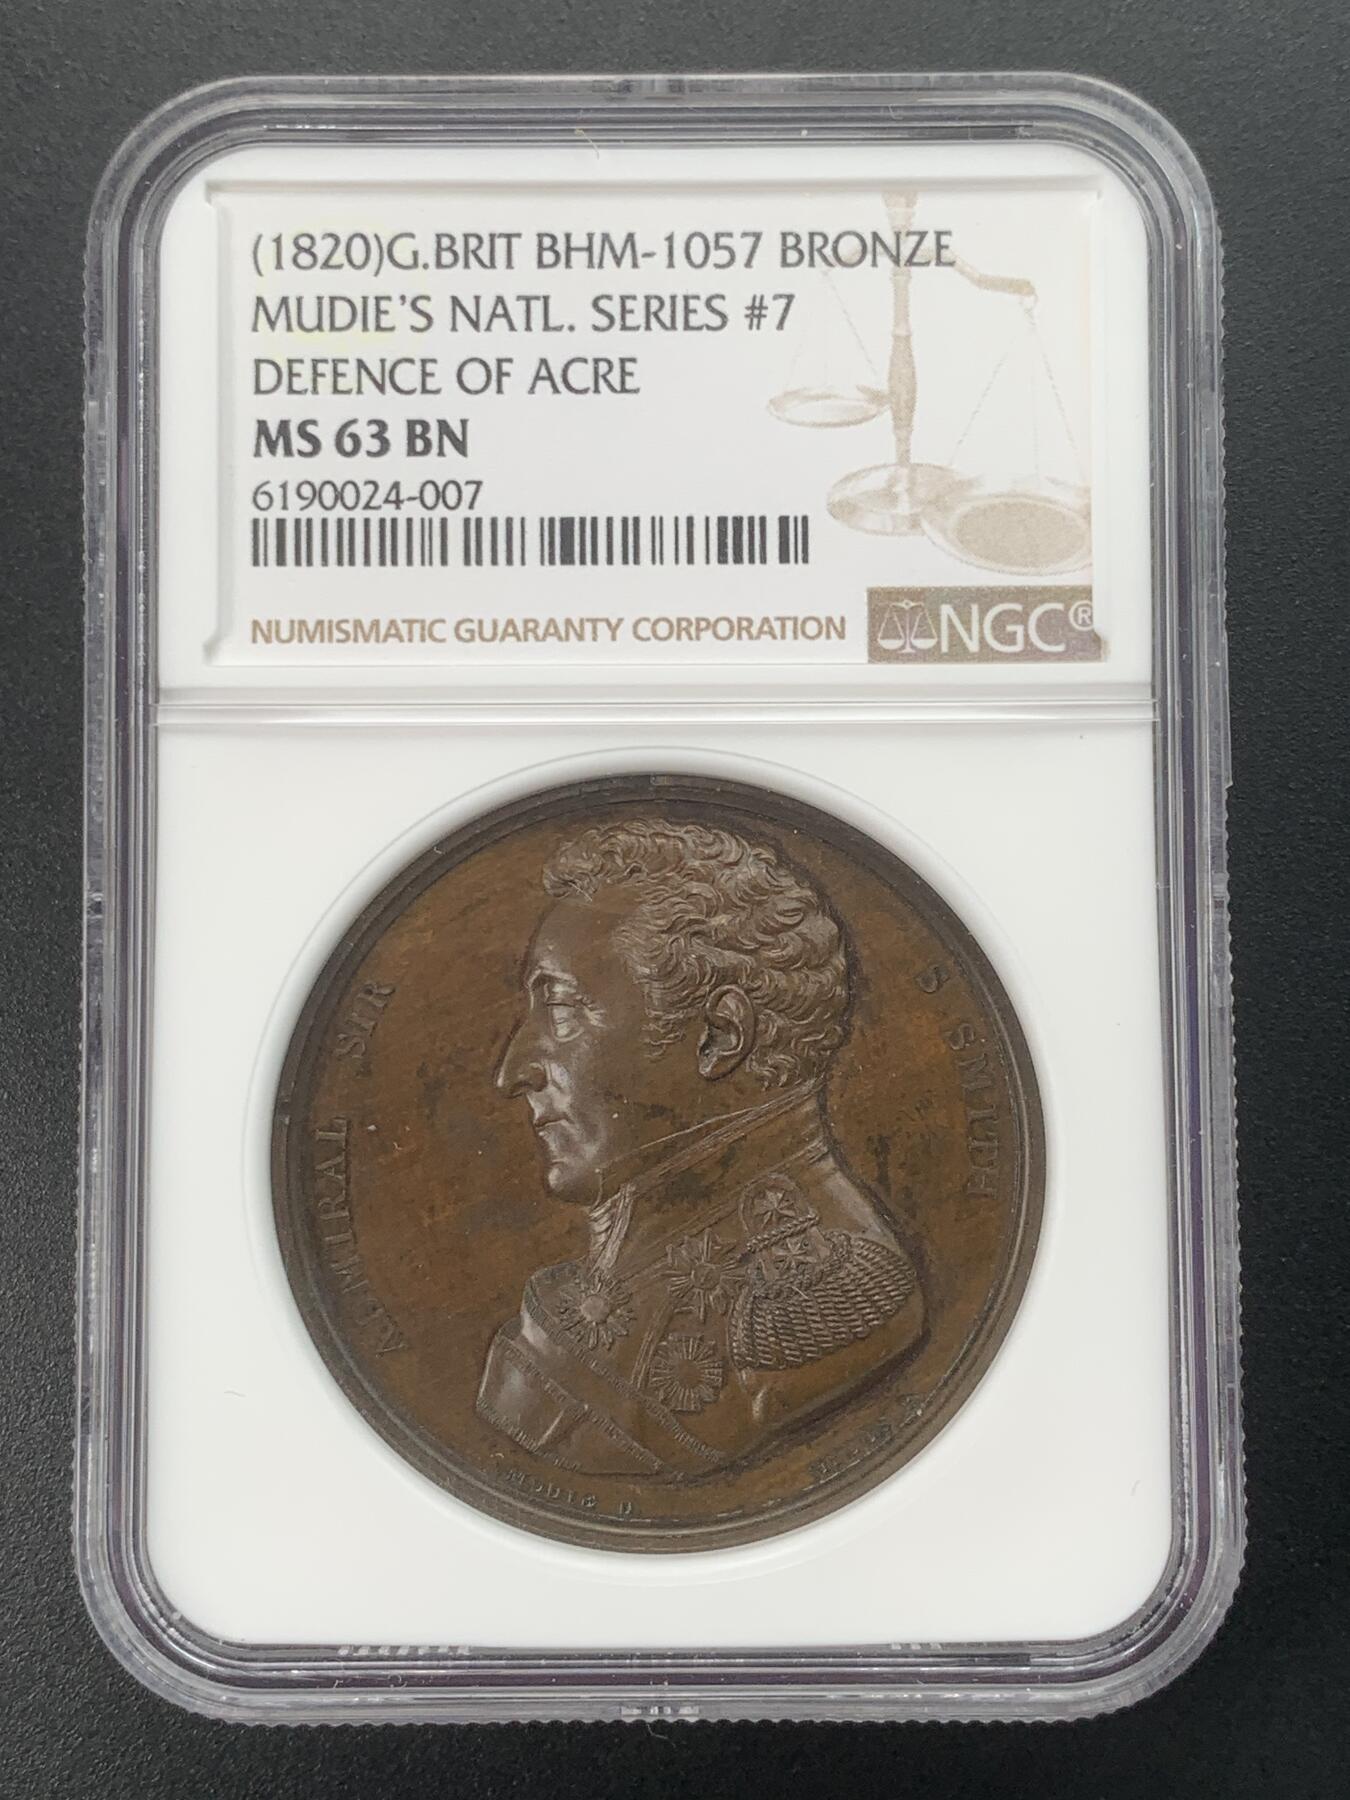 (1820)G.BRIT BHM-1057 BRONZE
MUDIE'S NATL. SERIES #7
DEFENCE OF ACRE
MS 63 BN
6190024-007
NUMISMATIC GUARANTY CORPORATION
NGC®
ADMIRAL SIR
S SMITH
MUDIE D